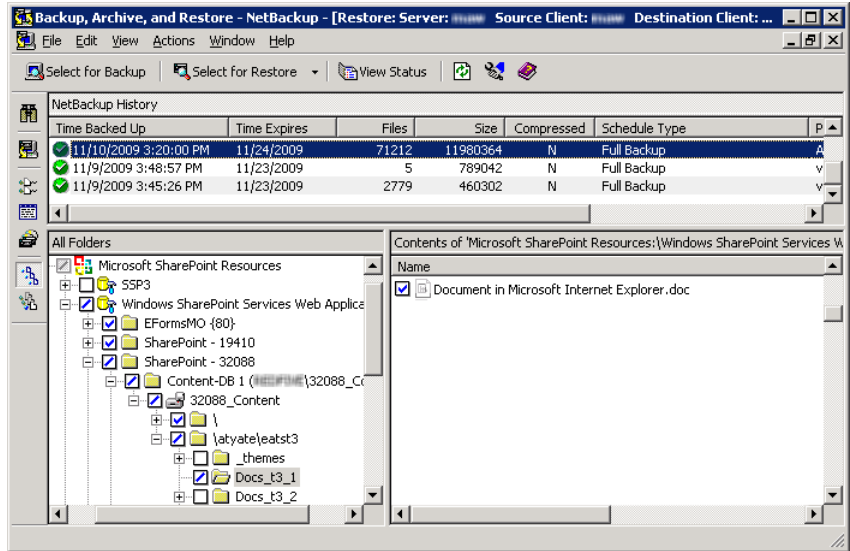 Backup, Archive, and Restore - NetBackup - [Restore: Server: Source Client: Destination Client: ...
File Edit View Actions Window Help
Select for Backup Select for Restore View Status
NetBackup History
Time Backed Up Time Expires Files Size Compressed Schedule Type P
11/10/2009 3:20:00 PM 11/24/2009 71212 11980364 N Full Backup A
11/9/2009 3:48:57 PM 11/23/2009 5 789042 N Full Backup v
11/9/2009 3:45:26 PM 11/23/2009 2779 460302 N Full Backup v
All Folders Contents of 'Microsoft SharePoint Resources:\Windows SharePoint Services W
Name
Microsoft SharePoint Resources
SSP3
Windows SharePoint Services Web Applica
EFormsMO {80}
SharePoint - 19410
SharePoint - 32088
Content-DB 1 ( \32088_Co
32088_Content
\
\atyate\eatst3
_themes
Docs_t3_1
Docs_t3_2
Document in Microsoft Internet Explorer.doc